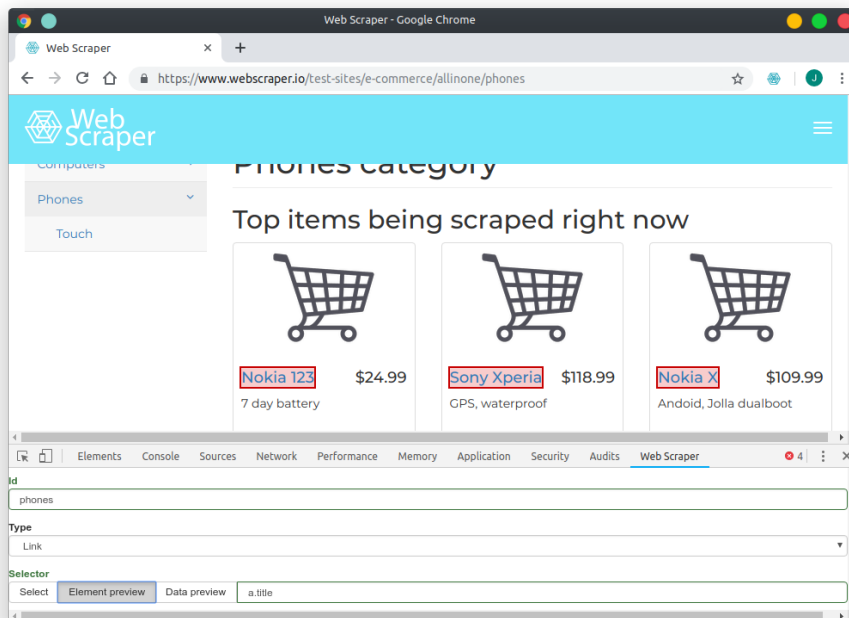 Web Scraper - Google Chrome
Web Scraper
https://www.webscraper.io/test-sites/e-commerce/allinone/phones
J
Web
Scraper
Computers
Phones category
Phones
Touch
Top items being scraped right now
Nokia 123 $24.99
7 day battery
Sony Xperia $118.99
GPS, waterproof
Nokia X $109.99
Andoid, Jolla dualboot
Elements Console Sources Network Performance Memory Application Security Audits Web Scraper 4
Id
phones
Type
Link
Selector
Select Element preview Data preview a.title